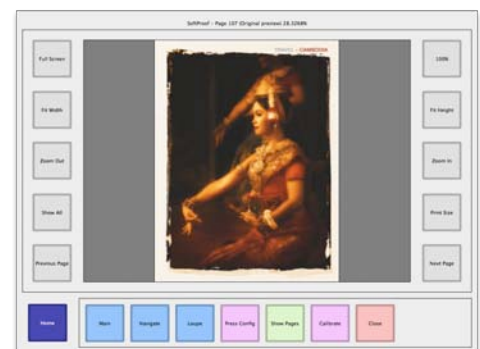 SoftProof - Page 107 (Original preview) 28.3268%
TRAVEL - CAMBODIA
Full Screen
100%
Fit Width
Fit Height
Zoom Out
Zoom In
Show All
Print Size
Previous Page
Next Page
Home
Main
Navigate
Loupe
Press Config
Show Pages
Calibrate
Close